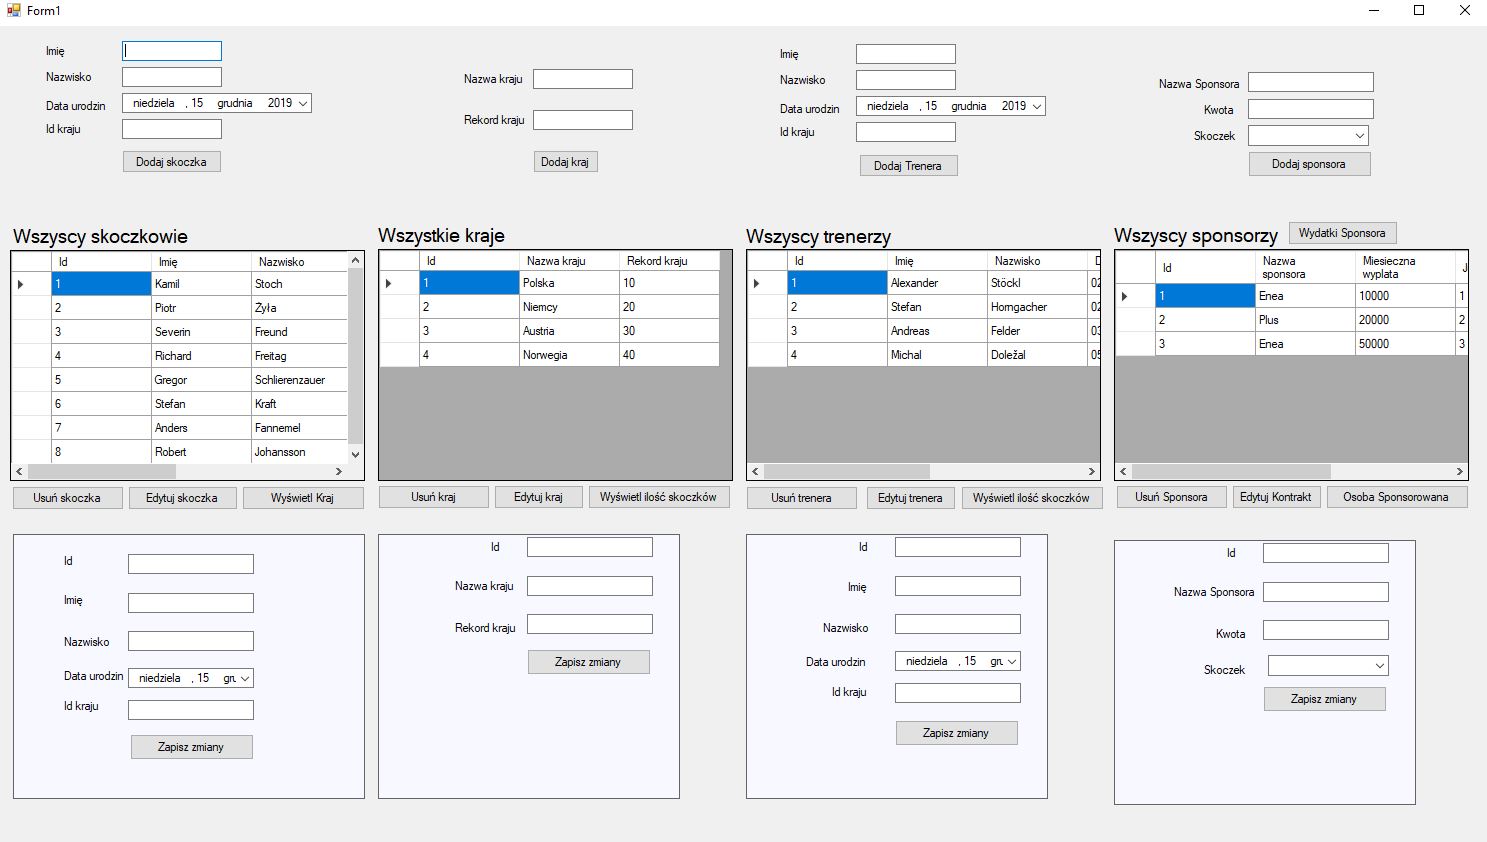 Form1
Imię
Nazwisko
Data urodzin niedziela , 15 grudnia 2019
Id kraju
Dodaj skoczka
Nazwa kraju
Rekord kraju
Dodaj kraj
Imię
Nazwisko
Data urodzin niedziela , 15 grudnia 2019
Id kraju
Dodaj Trenera
Nazwa Sponsora
Kwota
Skoczek
Dodaj sponsora
Wszyscy skoczkowie
Id Imię Nazwisko
1 Kamil Stoch
2 Piotr Żyła
3 Severin Freund
4 Richard Freitag
5 Gregor Schlierenzauer
6 Stefan Kraft
7 Anders Fannemel
8 Robert Johansson
Usuń skoczka Edytuj skoczka Wyświetl Kraj
Wszystkie kraje
Id Nazwa kraju Rekord kraju
1 Polska 10
2 Niemcy 20
3 Austria 30
4 Norwegia 40
Usuń kraj Edytuj kraj Wyświetl ilość skoczków
Wszyscy trenerzy
Id Imię Nazwisko D
1 Alexander Stöckl 02
2 Stefan Horngacher 02
3 Andreas Felder 03
4 Michal Doležal 05
Usuń trenera Edytuj trenera Wyświetl ilość skoczków
Wszyscy sponsorzy Wydatki Sponsora
Id Nazwa sponsora Miesieczna wyplata J
1 Enea 10000 1
2 Plus 20000 2
3 Enea 50000 3
Usuń Sponsora Edytuj Kontrakt Osoba Sponsorowana
Id
Imię
Nazwisko
Data urodzin niedziela , 15 gru
Id kraju
Zapisz zmiany
Id
Nazwa kraju
Rekord kraju
Zapisz zmiany
Id
Imię
Nazwisko
Data urodzin niedziela , 15 gru
Id kraju
Zapisz zmiany
Id
Nazwa Sponsora
Kwota
Skoczek
Zapisz zmiany